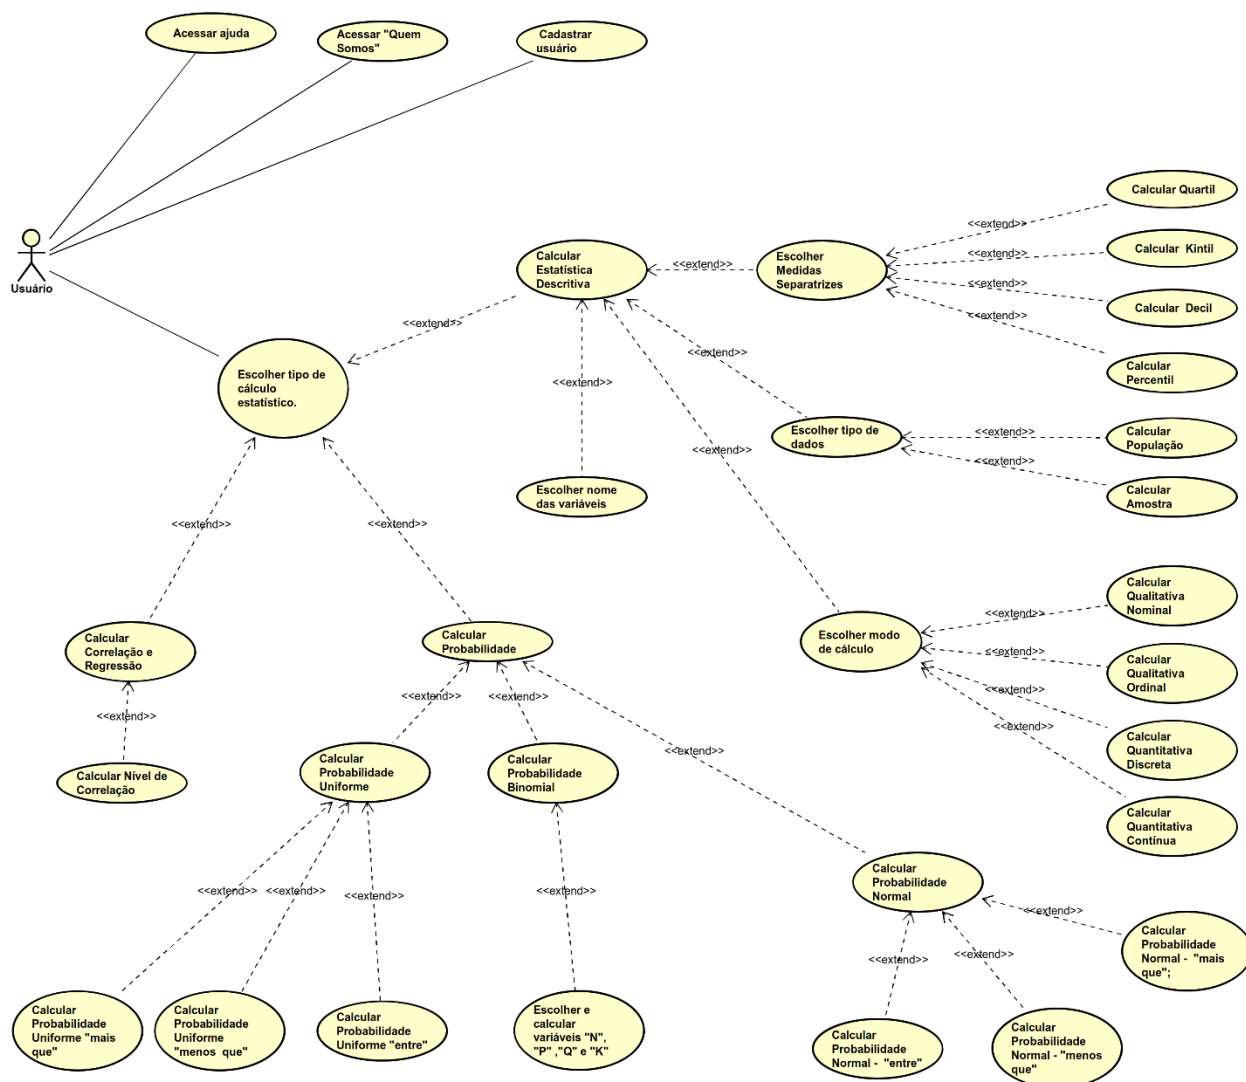 Acessar ajuda
Acessar "Quem
Somos"
Cadastrar
usuário
Usuário
Calcular Quartil
<<extend>>
Calcular
Estatística
Descritiva
<<extend>>
Escolher
Medidas
Separatrizes
<<extend>>
Calcular Kintil
<<extend>>
Calcular Decil
<<extend>>
Calcular
Percentil
<<extend>>
Escolher tipo de
cálculo
estatístico.
<<extend>>
<<extend>>
<<extend>>
Escolher tipo de
dados
<<extend>>
Calcular
População
<<extend>>
Calcular
Amostra
Escolher nome
das variáveis
<<extend>>
<<extend>>
Calcular
Qualitativa
Nominal
<<extend>>
Calcular
Correlação e
Regressão
Calcular
Probabilidade
Escolher modo
de cálculo
<<extend>>
Calcular
Qualitativa
Ordinal
<<extend>>
<<extend>>
<<extend>>
<<extend>>
<<extend>>
<<extend>>
Calcular
Quantitativa
Discreta
Calcular Nível de
Correlação
Calcular
Probabilidade
Uniforme
Calcular
Probabilidade
Binomial
Calcular
Quantitativa
Contínua
<<extend>>
<<extend>>
<<extend>>
<<extend>>
Calcular
Probabilidade
Normal
<<extend>>
<<extend>>
<<extend>>
Calcular
Probabilidade
Normal - "mais
que";
Calcular
Probabilidade
Uniforme "mais
que"
Calcular
Probabilidade
Uniforme
"menos que"
Calcular
Probabilidade
Uniforme "entre"
Escolher e
calcular
variáveis "N",
"P" ,"Q" e "K"
Calcular
Probabilidade
Normal - "entre"
Calcular
Probabilidade
Normal - "menos
que"